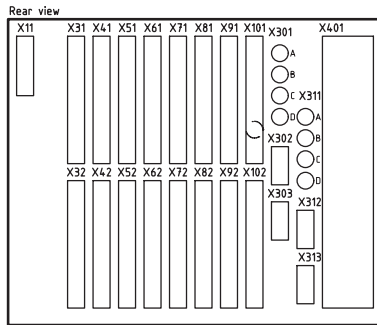 Rear view
X11 X31 X41 X51 X61 X71 X81 X91 X101 X301 X401
A
B
C X311
D A
X302 B
C
D
X32 X42 X52 X62 X72 X82 X92 X102 X303 X312
X313